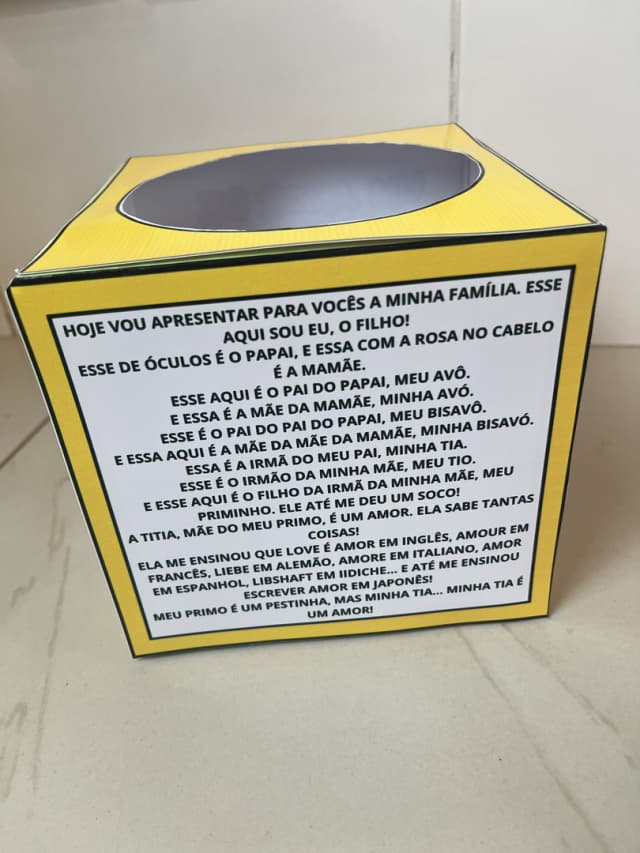 HOJE VOU APRESENTAR PARA VOCÊS A MINHA FAMÍLIA. ESSE
AQUI SOU EU, O FILHO!
ESSE DE ÓCULOS É O PAPAI, E ESSA COM A ROSA NO CABELO
É A MAMÃE.
ESSE AQUI É O PAI DO PAPAI, MEU AVÔ.
E ESSA É A MÃE DA MAMÃE, MINHA AVÓ.
ESSE É O PAI DO PAI DO PAPAI, MEU BISAVÔ.
E ESSA AQUI É A MÃE DA MÃE DA MAMÃE, MINHA BISAVÓ.
ESSA É A IRMÃ DO MEU PAI, MINHA TIA.
ESSE É O IRMÃO DA MINHA MÃE, MEU TIO.
E ESSE AQUI É O FILHO DA IRMÃ DA MINHA MÃE, MEU
PRIMINHO. ELE ATÉ ME DEU UM SOCO!
A TITIA, MÃE DO MEU PRIMO, É UM AMOR. ELA SABE TANTAS
COISAS!
ELA ME ENSINOU QUE LOVE É AMOR EM INGLÊS, AMOUR EM
FRANCÊS, LIEBE EM ALEMÃO, AMORE EM ITALIANO, AMOR
EM ESPANHOL, LIBSHAFT EM IIDICHE... E ATÉ ME ENSINOU
ESCREVER AMOR EM JAPONÊS!
MEU PRIMO É UM PESTINHA, MAS MINHA TIA... MINHA TIA É
UM AMOR!